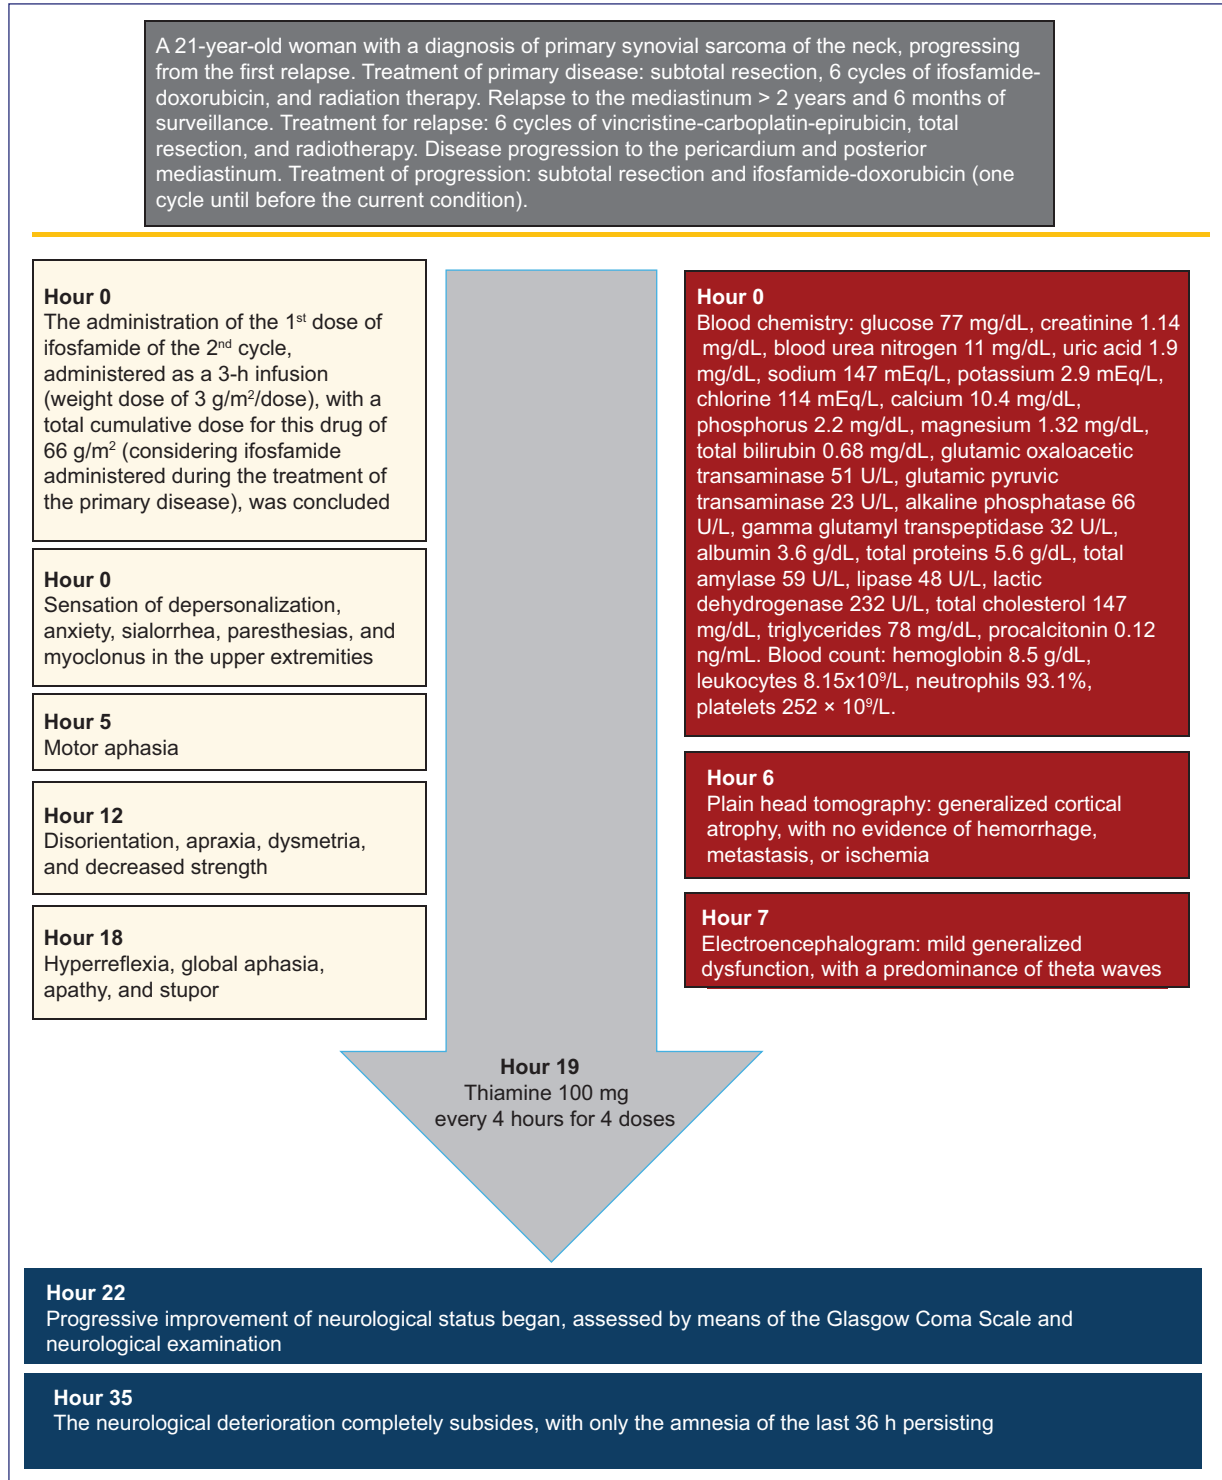 A 21-year-old woman with a diagnosis of primary synovial sarcoma of the neck, progressing
from the first relapse. Treatment of primary disease: subtotal resection, 6 cycles of ifosfamide-
doxorubicin, and radiation therapy. Relapse to the mediastinum > 2 years and 6 months of
surveillance. Treatment for relapse: 6 cycles of vincristine-carboplatin-epirubicin, total
resection, and radiotherapy. Disease progression to the pericardium and posterior
mediastinum. Treatment of progression: subtotal resection and ifosfamide-doxorubicin (one
cycle until before the current condition).
Hour 0
The administration of the 1st dose of
ifosfamide of the 2nd cycle,
administered as a 3-h infusion
(weight dose of 3 g/m²/dose), with a
total cumulative dose for this drug of
66 g/m² (considering ifosfamide
administered during the treatment of
the primary disease), was concluded
Hour 0
Sensation of depersonalization,
anxiety, sialorrhea, paresthesias, and
myoclonus in the upper extremities
Hour 5
Motor aphasia
Hour 12
Disorientation, apraxia, dysmetria,
and decreased strength
Hour 18
Hyperreflexia, global aphasia,
apathy, and stupor
Hour 0
Blood chemistry: glucose 77 mg/dL, creatinine 1.14
mg/dL, blood urea nitrogen 11 mg/dL, uric acid 1.9
mg/dL, sodium 147 mEq/L, potassium 2.9 mEq/L,
chlorine 114 mEq/L, calcium 10.4 mg/dL,
phosphorus 2.2 mg/dL, magnesium 1.32 mg/dL,
total bilirubin 0.68 mg/dL, glutamic oxaloacetic
transaminase 51 U/L, glutamic pyruvic
transaminase 23 U/L, alkaline phosphatase 66
U/L, gamma glutamyl transpeptidase 32 U/L,
albumin 3.6 g/dL, total proteins 5.6 g/dL, total
amylase 59 U/L, lipase 48 U/L, lactic
dehydrogenase 232 U/L, total cholesterol 147
mg/dL, triglycerides 78 mg/dL, procalcitonin 0.12
ng/mL. Blood count: hemoglobin 8.5 g/dL,
leukocytes 8.15x10⁹/L, neutrophils 93.1%,
platelets 252 × 10⁹/L.
Hour 6
Plain head tomography: generalized cortical
atrophy, with no evidence of hemorrhage,
metastasis, or ischemia
Hour 7
Electroencephalogram: mild generalized
dysfunction, with a predominance of theta waves
Hour 19
Thiamine 100 mg
every 4 hours for 4 doses
Hour 22
Progressive improvement of neurological status began, assessed by means of the Glasgow Coma Scale and
neurological examination
Hour 35
The neurological deterioration completely subsides, with only the amnesia of the last 36 h persisting